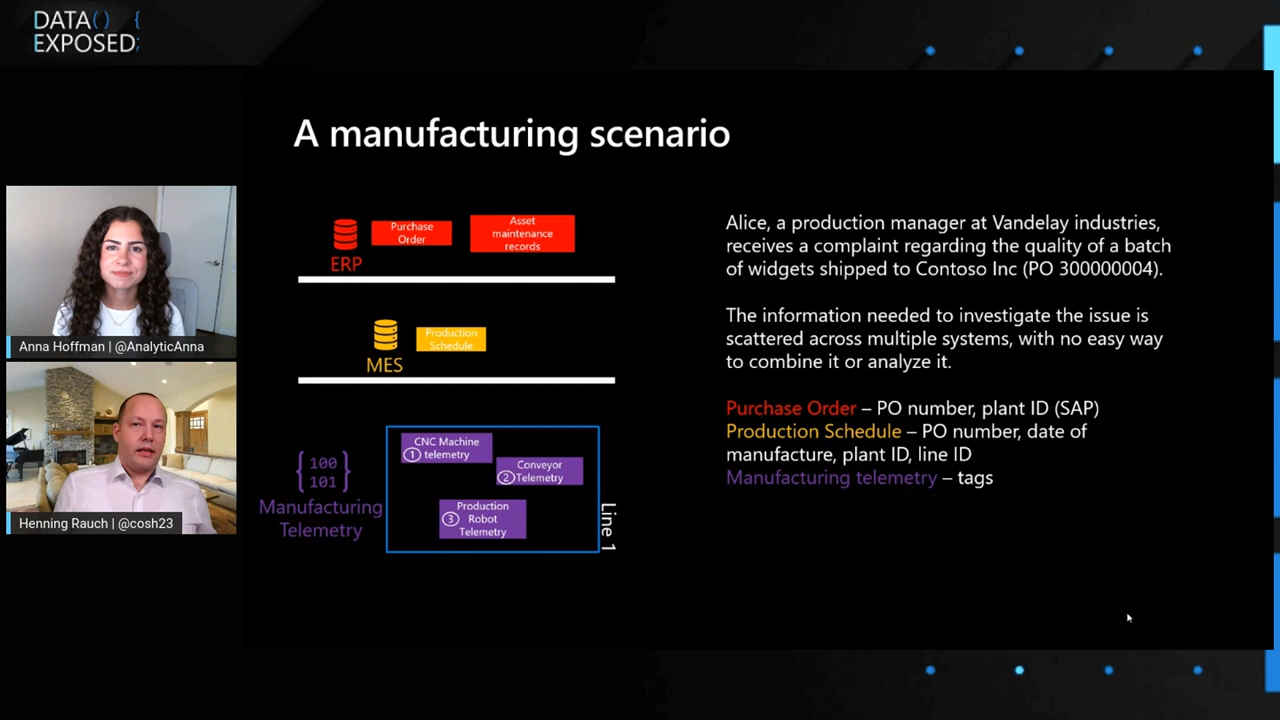 DATA() {
EXPOSED;
A manufacturing scenario
Purchase
Order
Asset
maintenance
records
ERP
Production
Schedule
MES
{100
101}
Manufacturing
Telemetry
CNC Machine
1 telemetry
Conveyor
2 Telemetry
Production
3 Robot
Telemetry
Line 1
Alice, a production manager at Vandelay industries,
receives a complaint regarding the quality of a batch
of widgets shipped to Contoso Inc (PO 300000004).
The information needed to investigate the issue is
scattered across multiple systems, with no easy way
to combine it or analyze it.
Purchase Order – PO number, plant ID (SAP)
Production Schedule – PO number, date of
manufacture, plant ID, line ID
Manufacturing telemetry – tags
Anna Hoffman | @AnalyticAnna
Henning Rauch | @cosh23